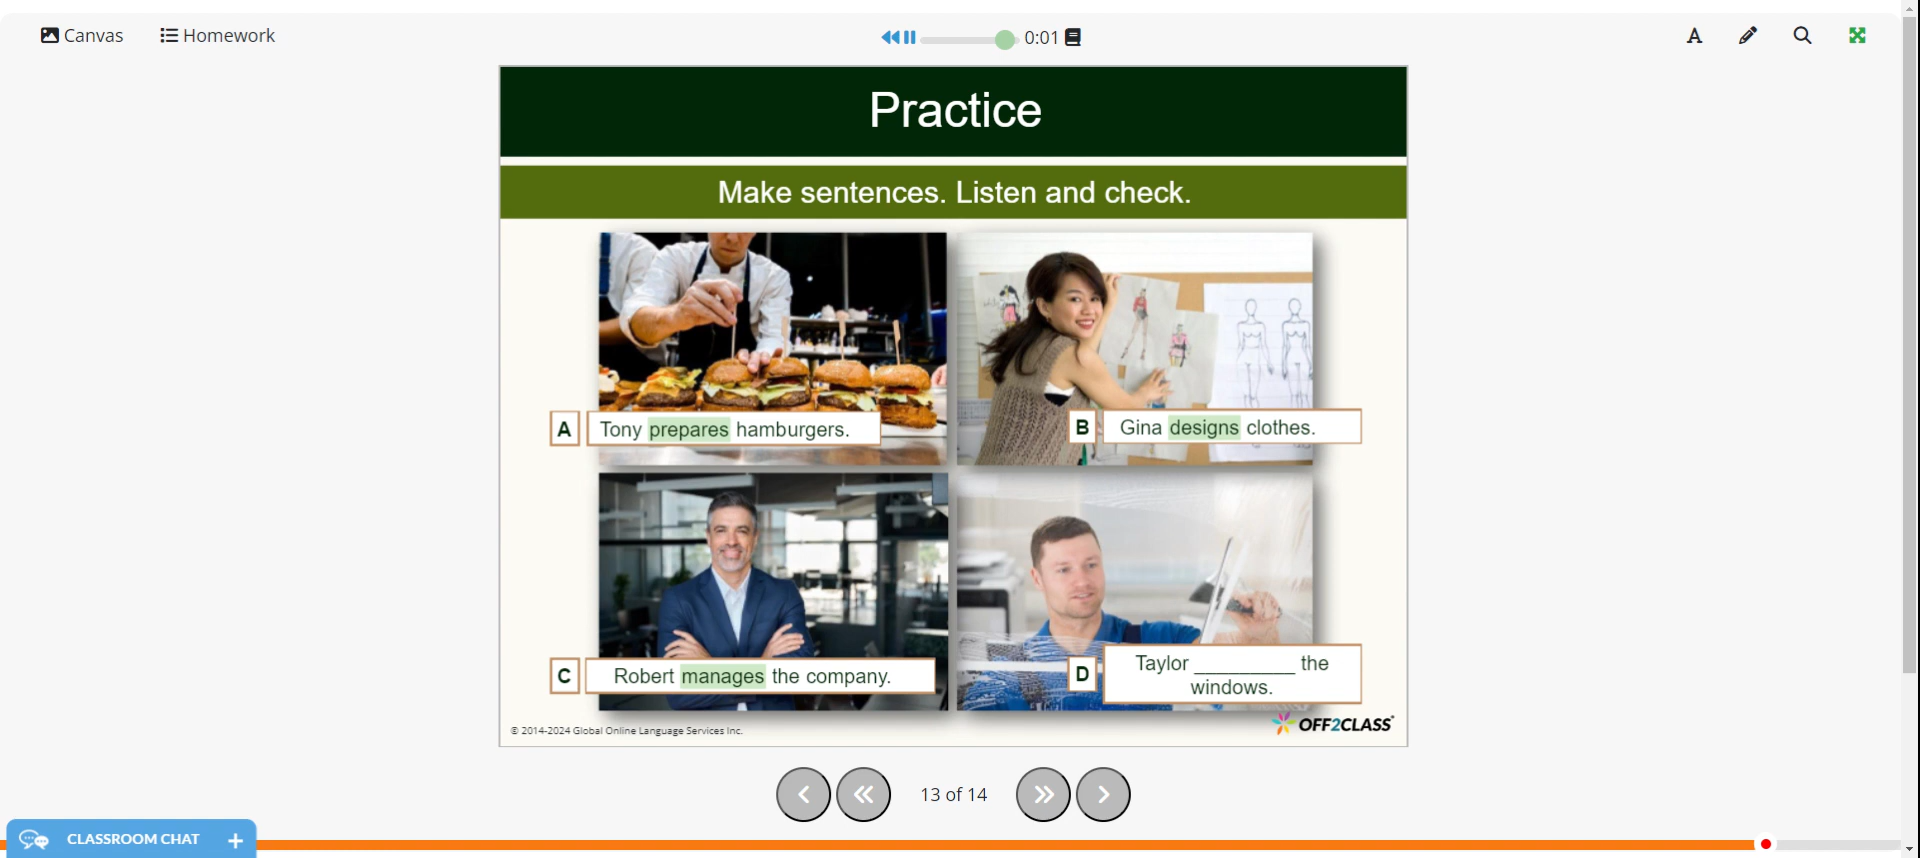 Canvas
Homework
0:01
A
Practice
Make sentences. Listen and check.
A Tony prepares hamburgers.
B Gina designs clothes.
C Robert manages the company.
D Taylor _________ the
windows.
© 2014-2024 Global Online Language Services Inc.
OFF2CLASS
13 of 14
CLASSROOM CHAT +